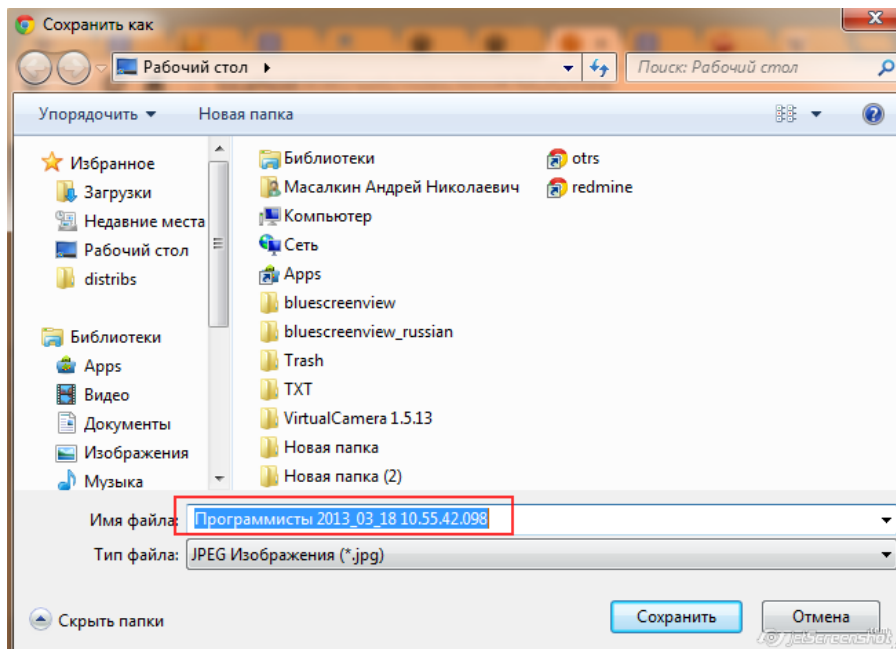 Сохранить как
Рабочий стол
Поиск: Рабочий стол
Упорядочить
Новая папка
Избранное
Загрузки
Недавние места
Рабочий стол
distribs
Библиотеки
Apps
Видео
Документы
Изображения
Музыка
Библиотеки
Масалкин Андрей Николаевич
Компьютер
Сеть
Apps
bluescreenview
bluescreenview_russian
Trash
TXT
VirtualCamera 1.5.13
Новая папка
Новая папка (2)
otrs
redmine
Имя файла: Программисты 2013_03_18 10.55.42.098
Тип файла: JPEG Изображения (*.jpg)
Скрыть папки
Сохранить
Отмена
jetScreenshot